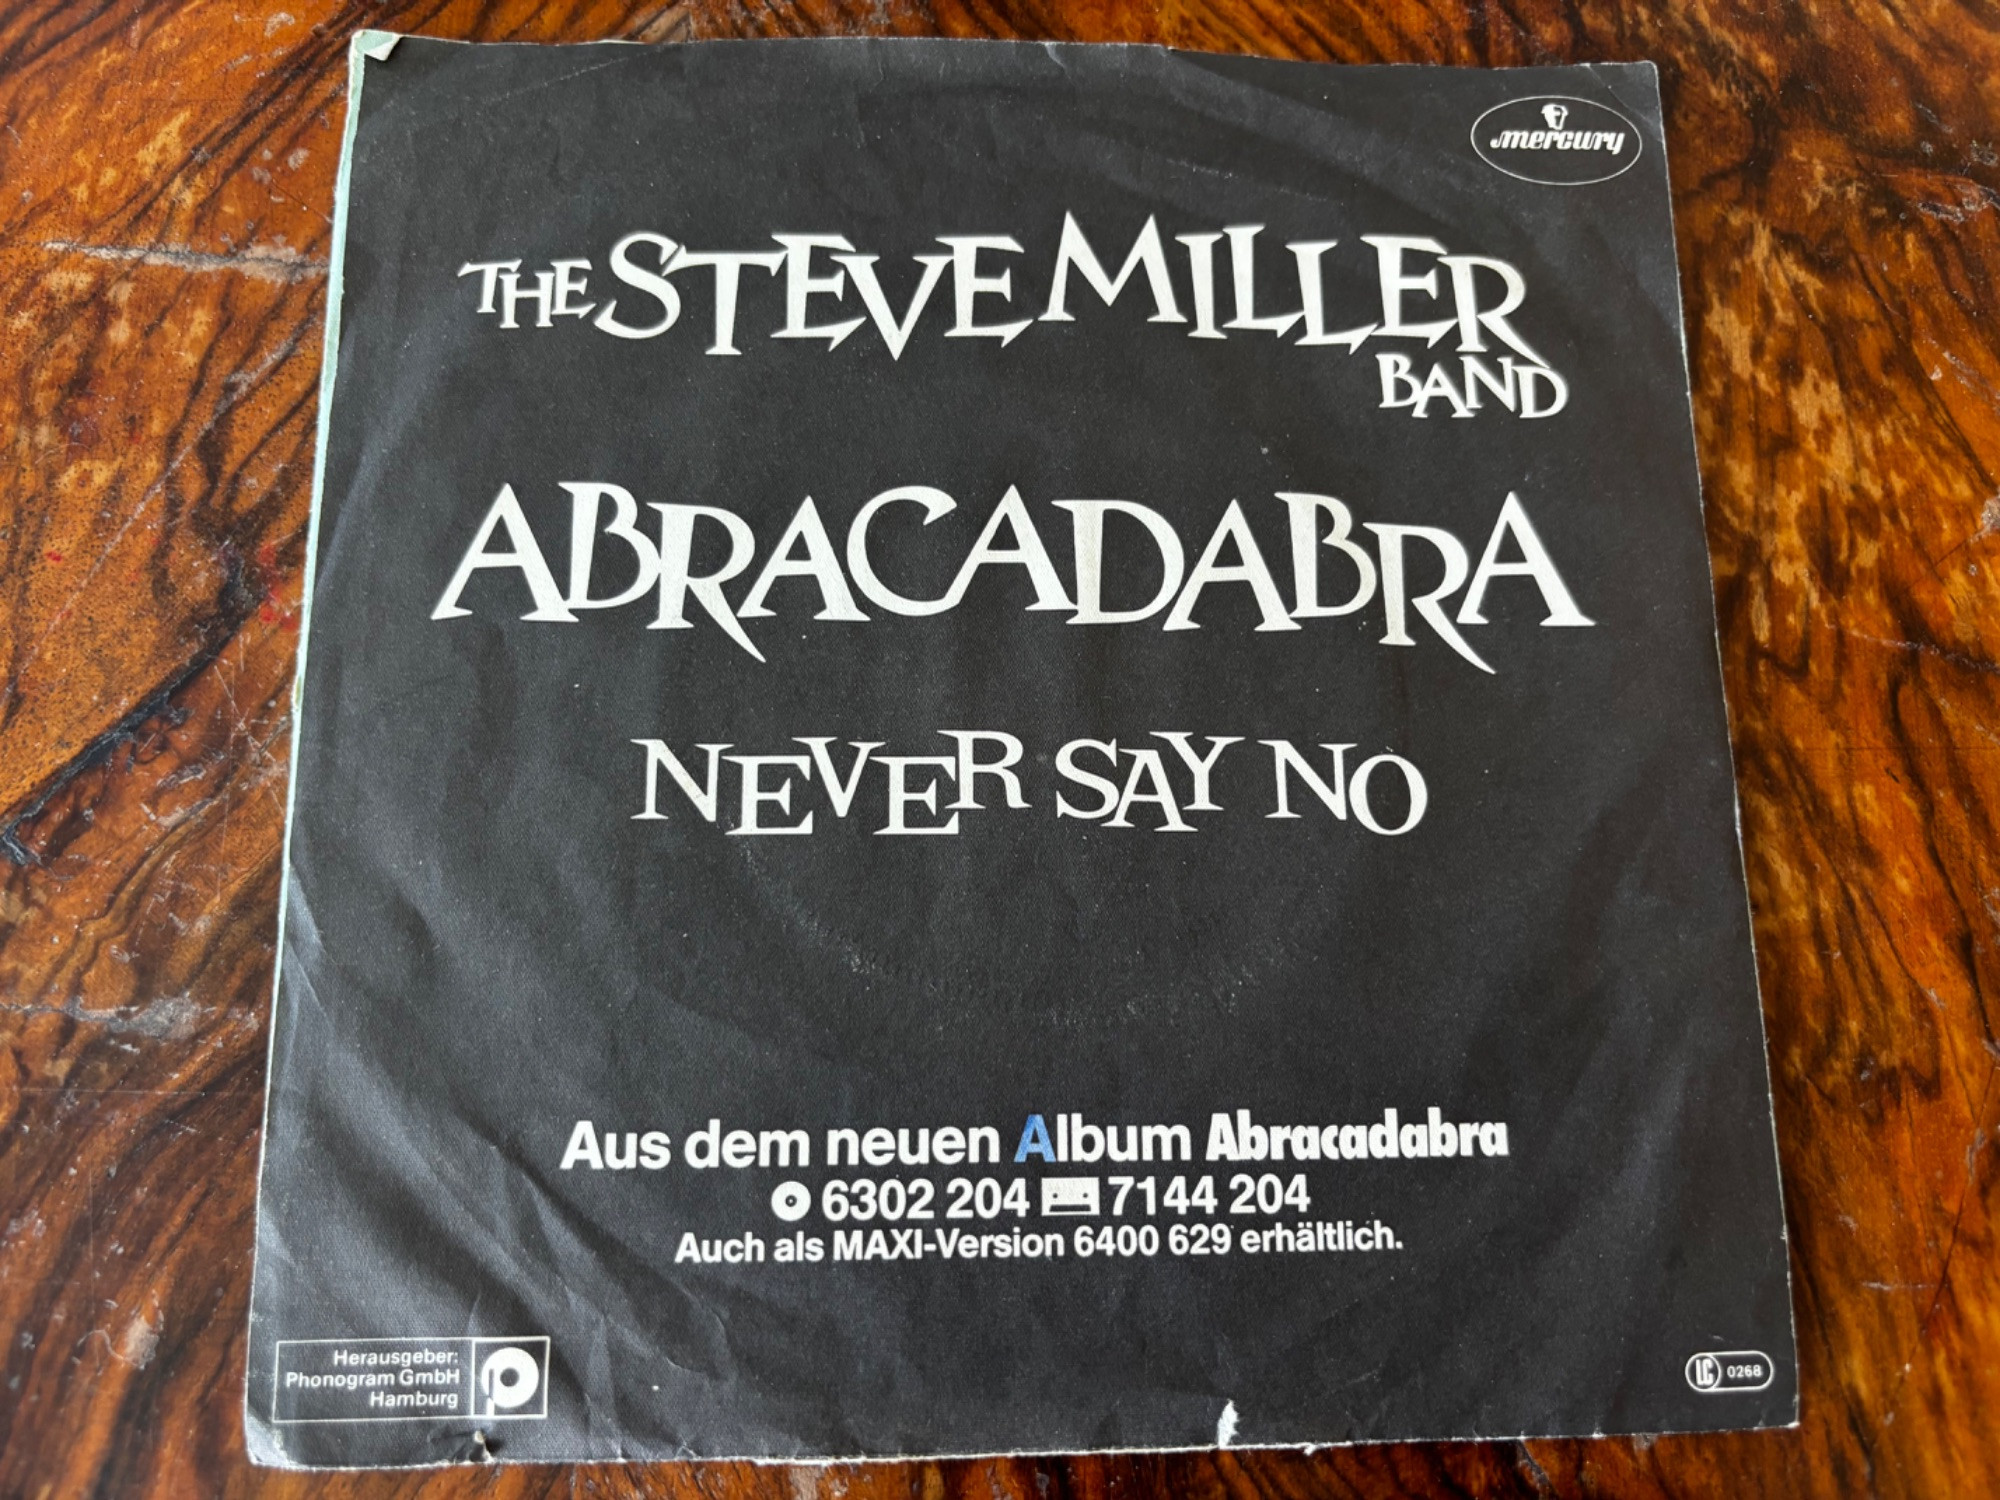 mercury
THE STEVE MILLER
BAND
ABRACADABRA
NEVER SAY NO
Aus dem neuen Album Abracadabra
6302 204 7144 204
Auch als MAXI-Version 6400 629 erhältlich.
Herausgeber:
Phonogram GmbH
Hamburg
LC 0268